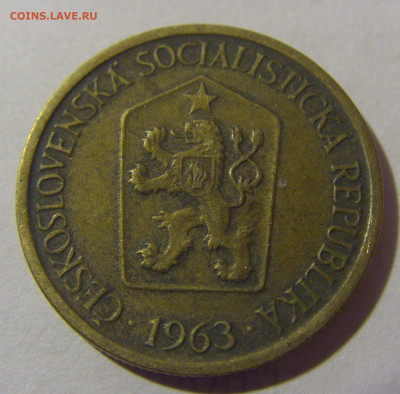 COINS.LAVE.RU
ČESKOSLOVENSKÁ SOCIALISTICKÁ REPUBLIKA
· 1963 ·